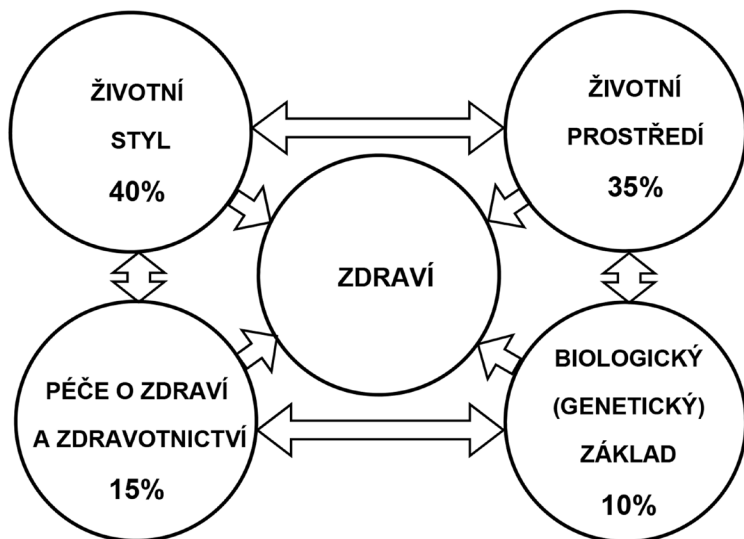 ŽIVOTNÍ
STYL
40%
ŽIVOTNÍ
PROSTŘEDÍ
35%
ZDRAVÍ
PÉČE O ZDRAVÍ
A ZDRAVOTNICTVÍ
15%
BIOLOGICKÝ
(GENETICKÝ)
ZÁKLAD
10%